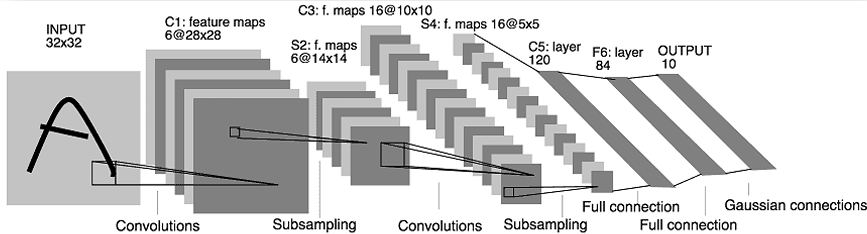 INPUT
32x32
C1: feature maps
6@28x28
S2: f. maps
6@14x14
C3: f. maps 16@10x10
S4: f. maps 16@5x5
C5: layer
120
F6: layer
84
OUTPUT
10
Convolutions
Subsampling
Convolutions
Subsampling
Full connection
Full connection
Gaussian connections
A